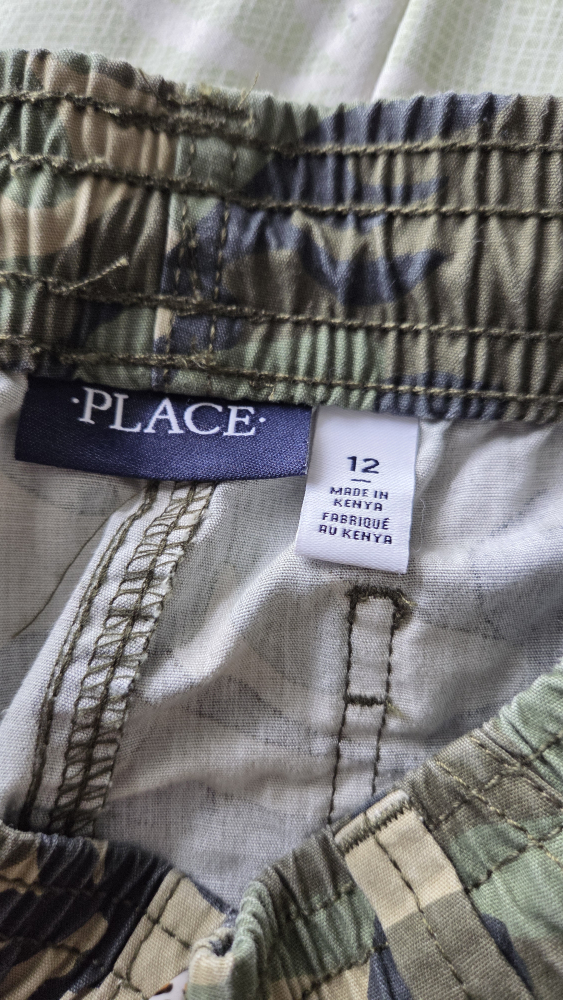 ·PLACE·
12
MADE IN
KENYA
FABRIQUÉ
AU KENYA